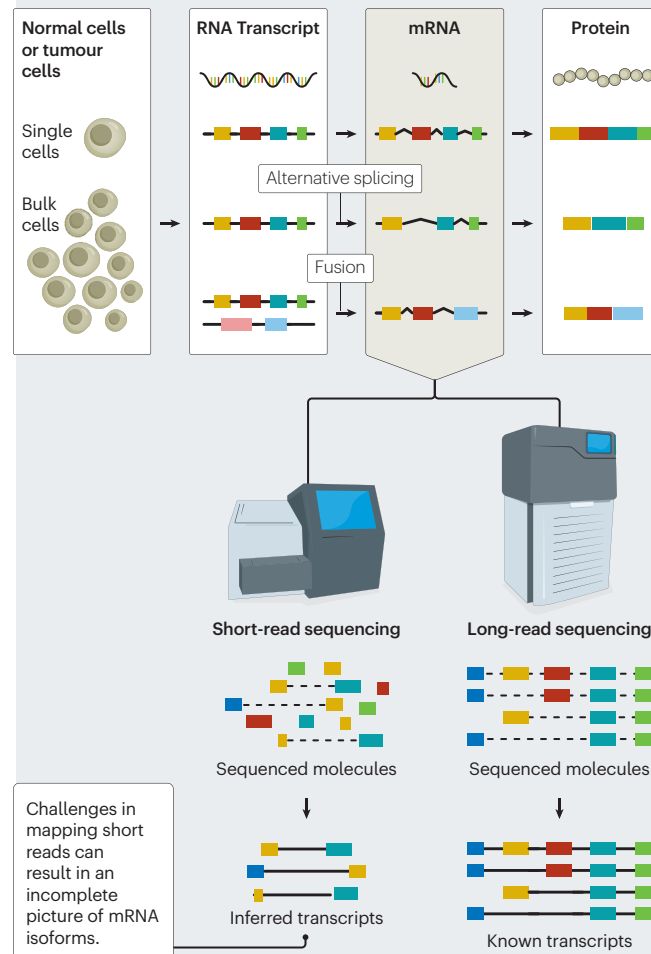 Normal cells
or tumour
cells
RNA Transcript
mRNA
Protein
Single
cells
Bulk
cells
Alternative splicing
Fusion
Short-read sequencing
Long-read sequencing
Sequenced molecules
Sequenced molecules
Challenges in
mapping short
reads can
result in an
incomplete
picture of mRNA
isoforms.
Inferred transcripts
Known transcripts